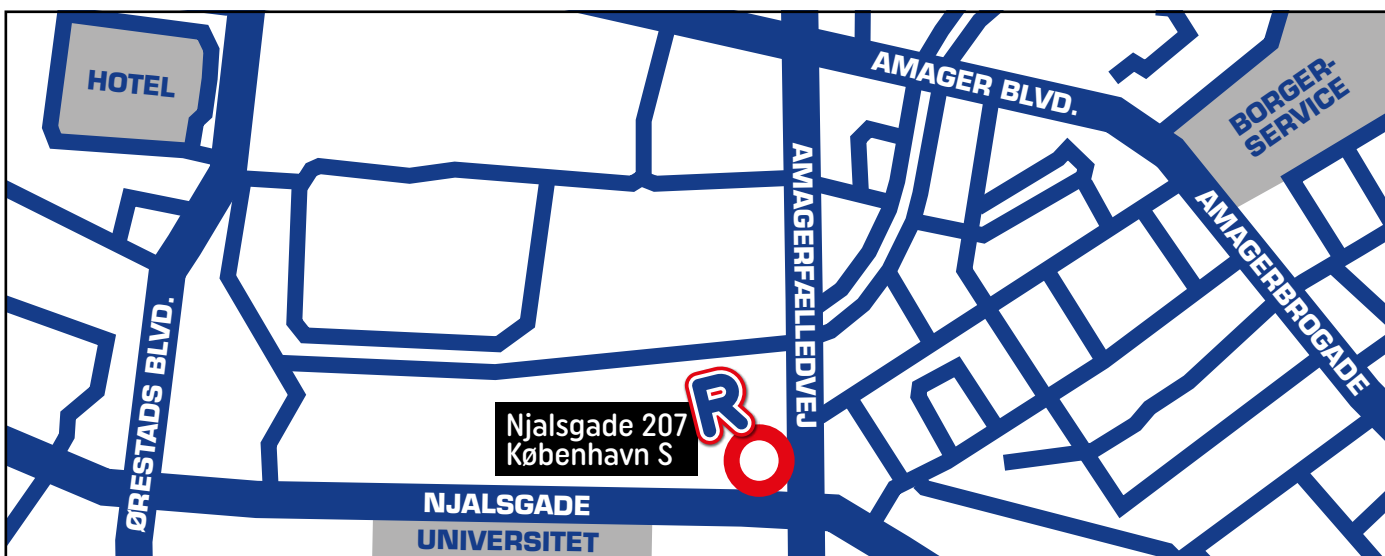 HOTEL
AMAGER BLVD.
BORGER-
SERVICE
AMAGERFÆLLEDVEJ
AMAGERBROGADE
ØRESTADS BLVD.
R
Njalsgade 207
København S
NJALSGADE
UNIVERSITET